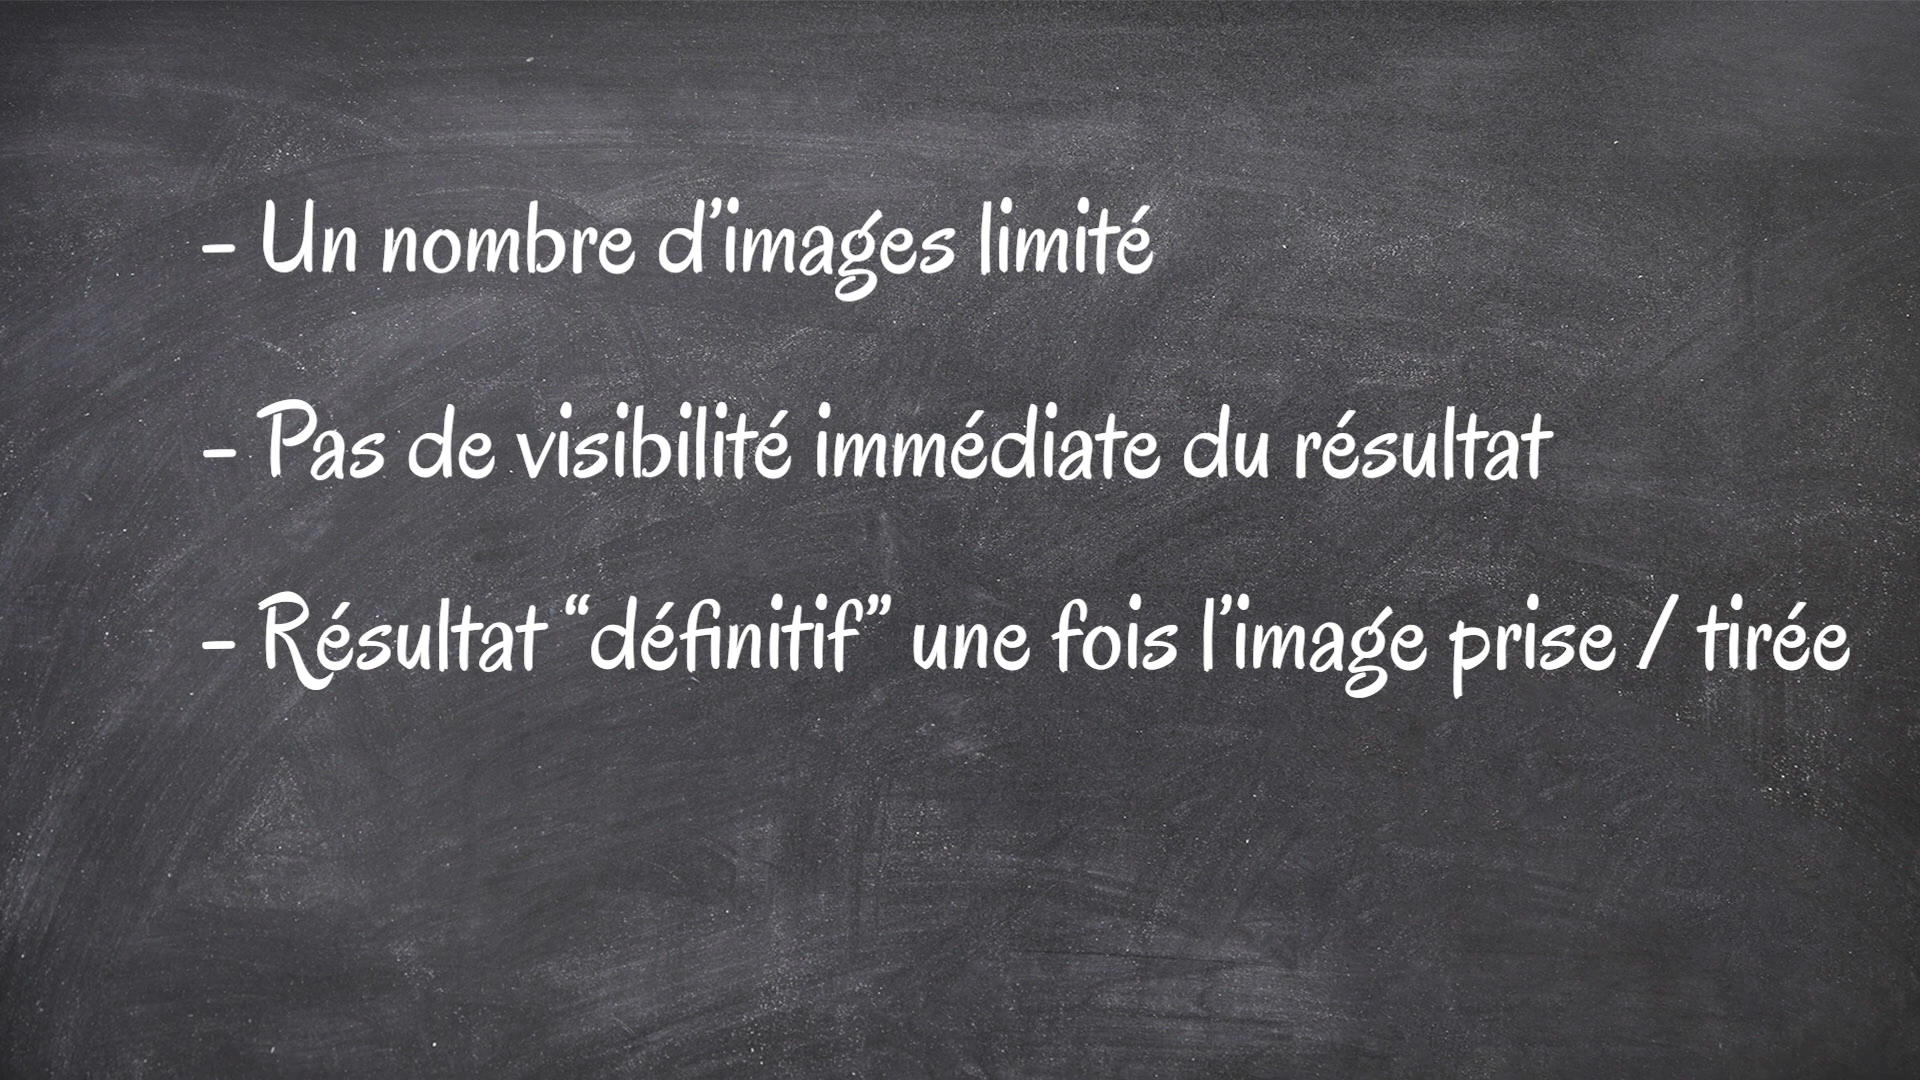 - Un nombre d’images limité
- Pas de visibilité immédiate du résultat
- Résultat “définitif” une fois l’image prise / tirée